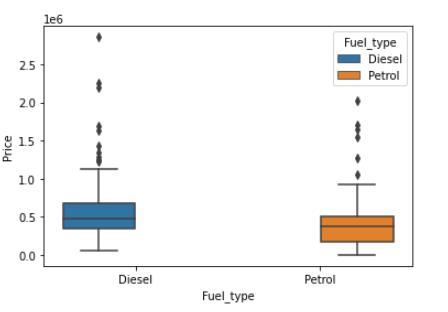 1e6
Fuel_type
Diesel
Petrol
2.5
2.0
1.5
1.0
0.5
0.0
Price
Diesel Petrol
Fuel_type